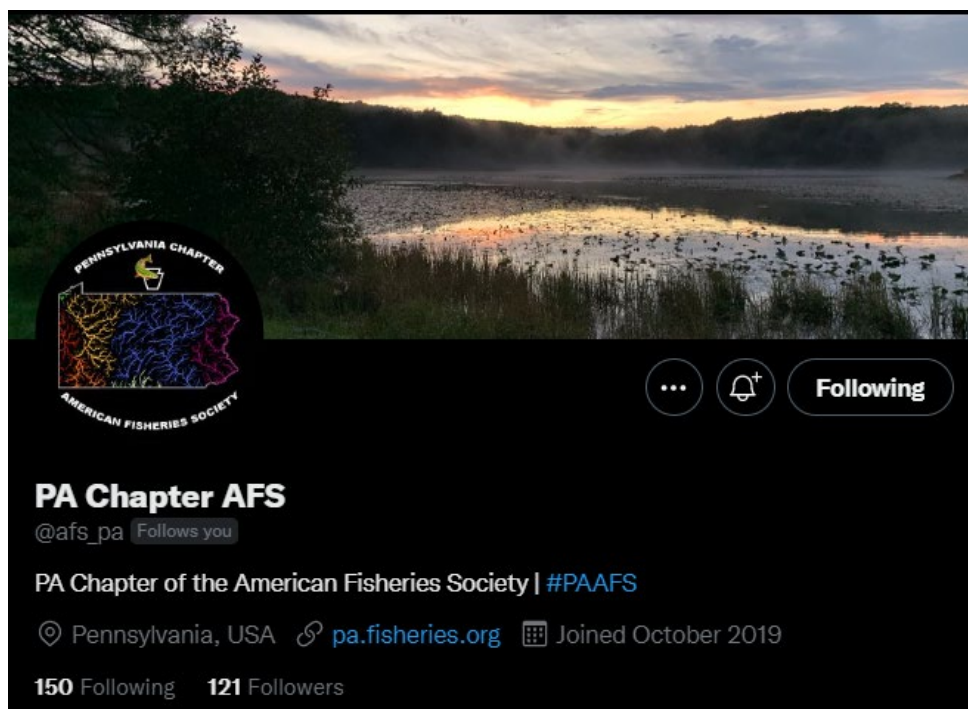 PENNSYLVANIA CHAPTER
AMERICAN FISHERIES SOCIETY
Following
PA Chapter AFS
@afs_pa Follows you
PA Chapter of the American Fisheries Society | #PAAFS
Pennsylvania, USA pa.fisheries.org Joined October 2019
150 Following 121 Followers